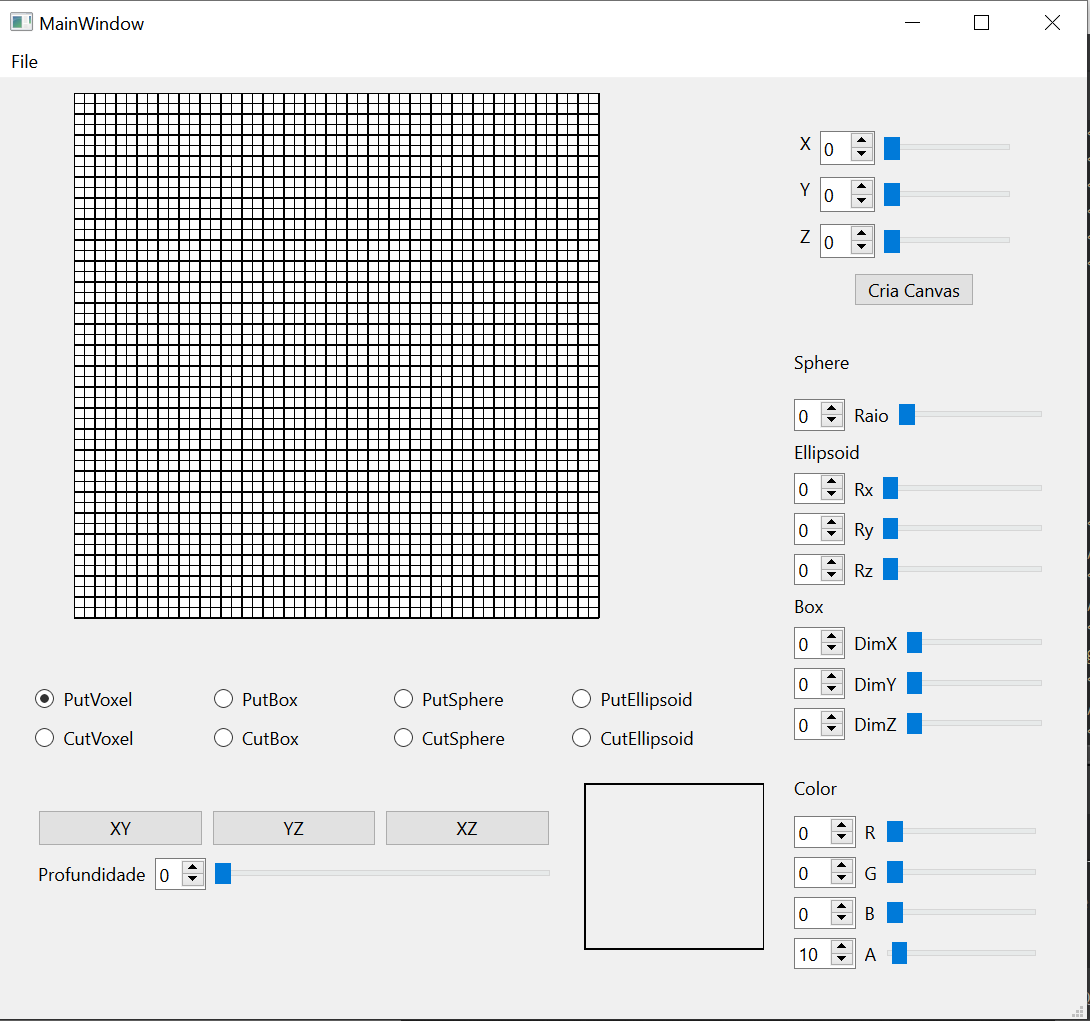 MainWindow
File
X 0
Y 0
Z 0
Cria Canvas
Sphere
0 Raio
Ellipsoid
0 Rx
0 Ry
0 Rz
Box
0 DimX
0 DimY
0 DimZ
PutVoxel PutBox PutSphere PutEllipsoid
CutVoxel CutBox CutSphere CutEllipsoid
XY YZ XZ
Profundidade 0
Color
0 R
0 G
0 B
10 A